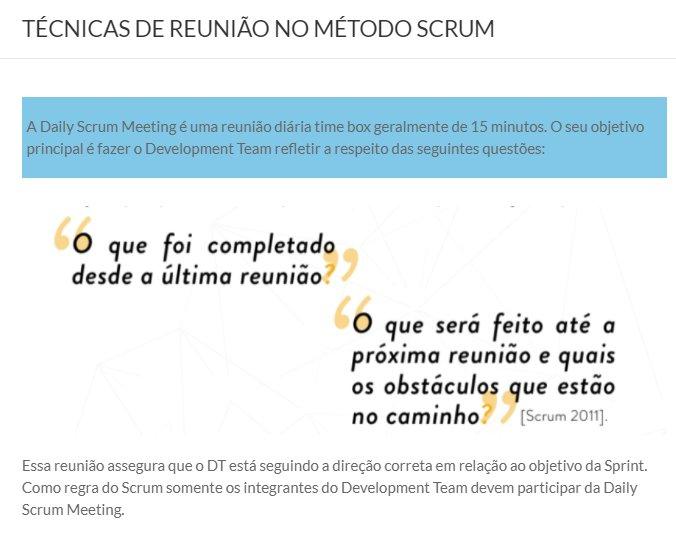 TÉCNICAS DE REUNIÃO NO MÉTODO SCRUM
A Daily Scrum Meeting é uma reunião diária time box geralmente de 15 minutos. O seu objetivo
principal é fazer o Development Team refletir a respeito das seguintes questões:
“O que foi completado
desde a última reunião?”
“O que será feito até a
próxima reunião e quais
os obstáculos que estão
no caminho?” [Scrum 2011].
Essa reunião assegura que o DT está seguindo a direção correta em relação ao objetivo da Sprint.
Como regra do Scrum somente os integrantes do Development Team devem participar da Daily
Scrum Meeting.